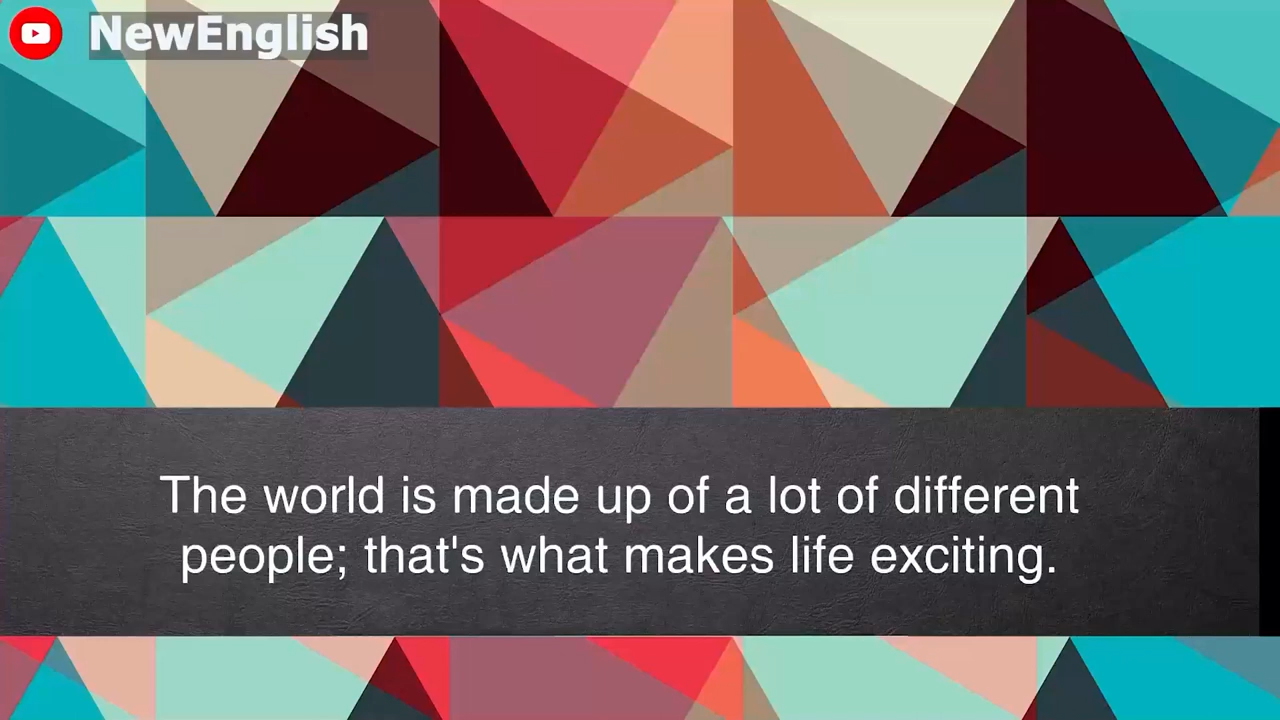 NewEnglish
The world is made up of a lot of different
people; that's what makes life exciting.